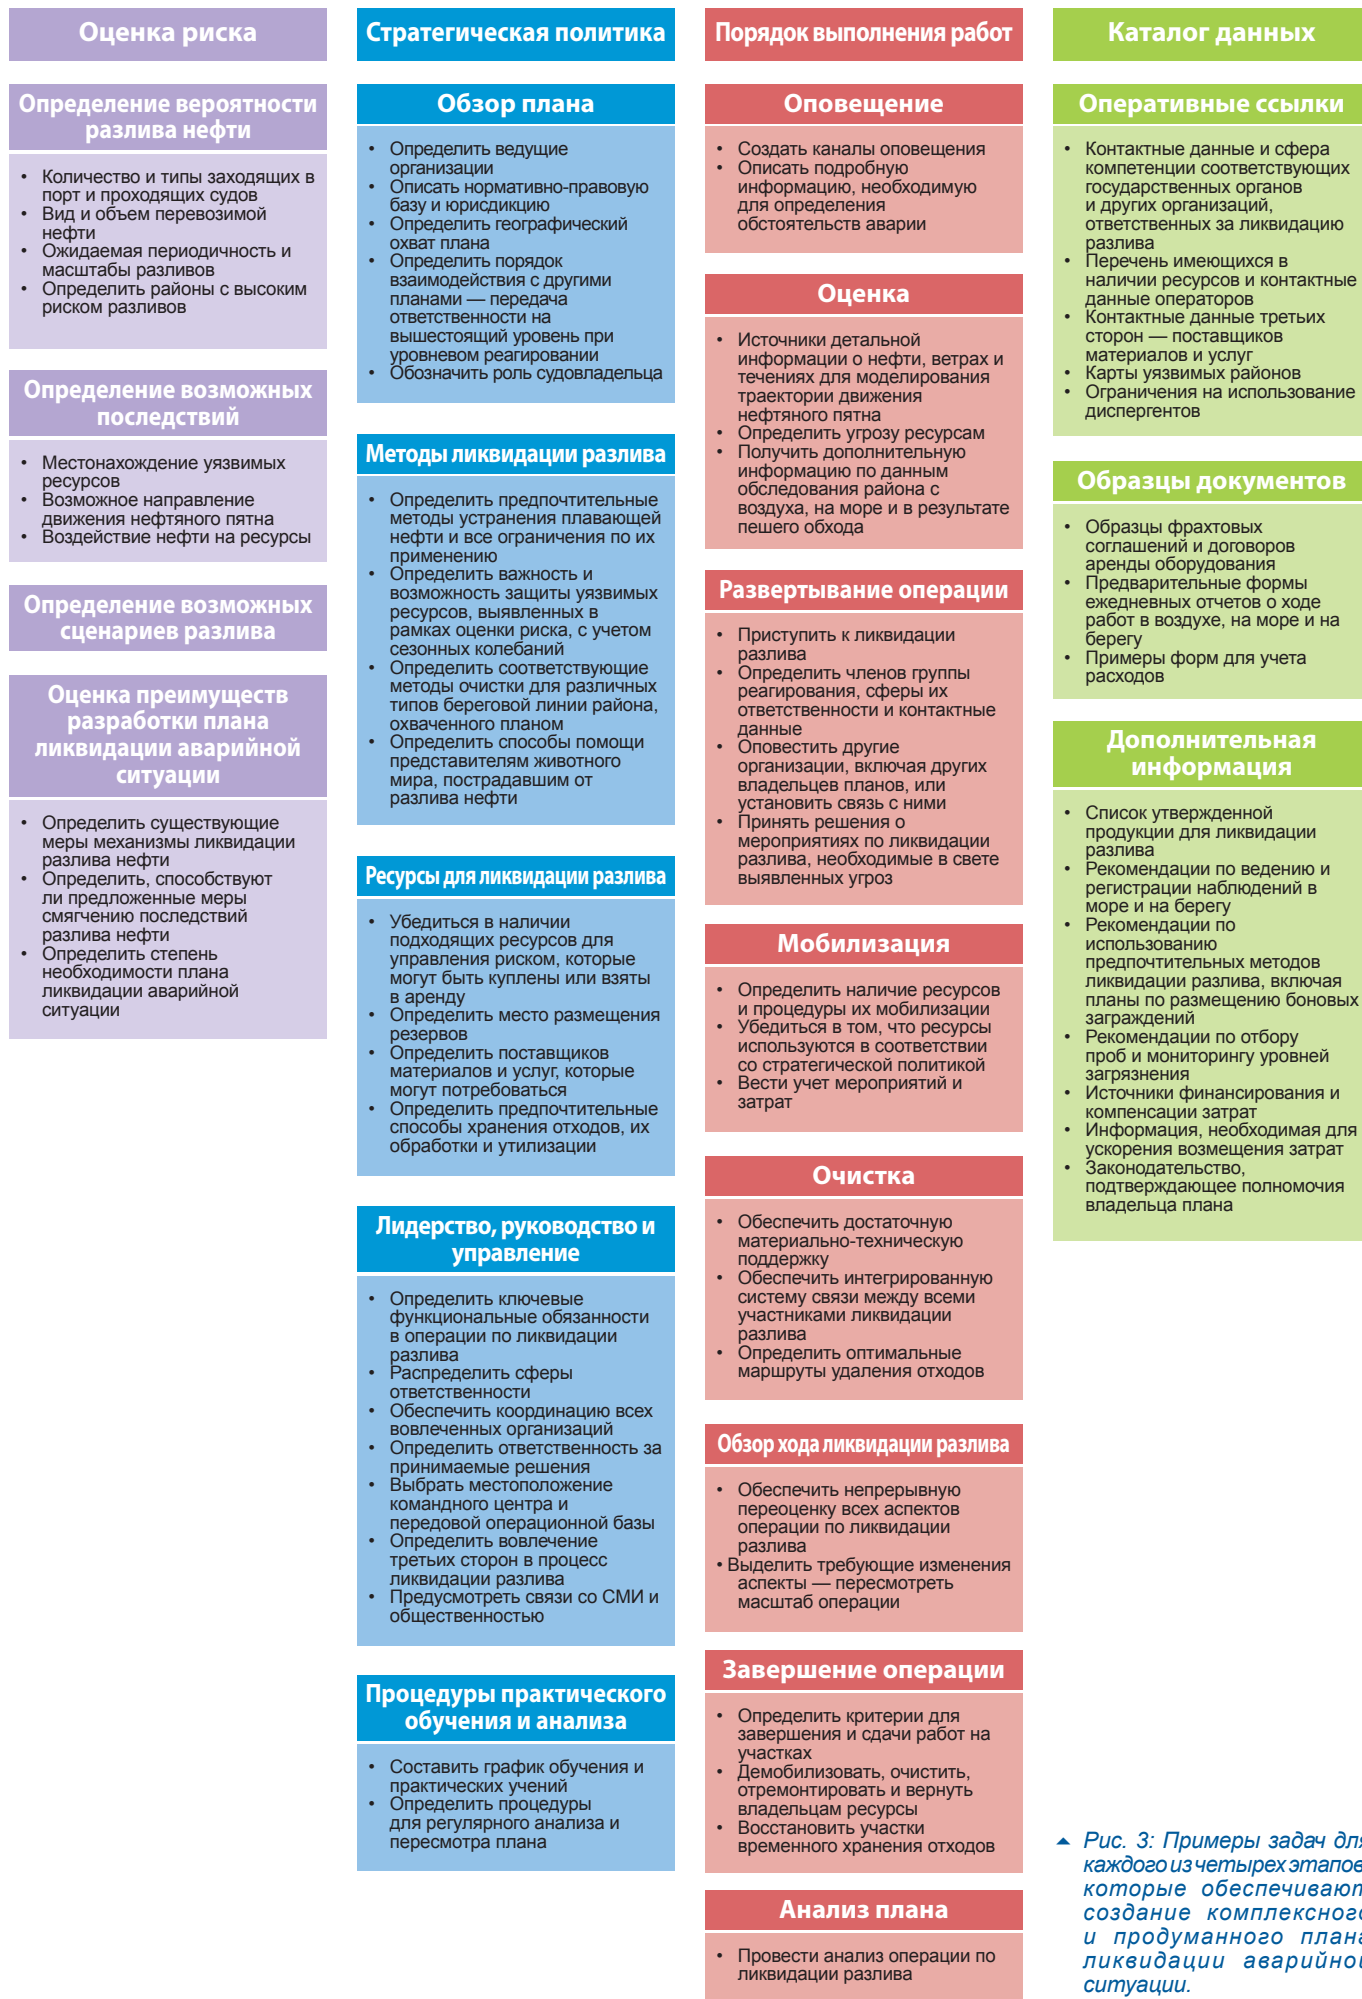 Оценка риска
Определение вероятности
разлива нефти
• Количество и типы заходящих в
порт и проходящих судов
• Вид и объем перевозимой
нефти
• Ожидаемая периодичность и
масштабы разливов
• Определить районы с высоким
риском разливов
Определение возможных
последствий
• Местонахождение уязвимых
ресурсов
• Возможное направление
движения нефтяного пятна
• Воздействие нефти на ресурсы
Определение возможных
сценариев разлива
Оценка преимуществ
разработки плана
ликвидации аварийной
ситуации
• Определить существующие
меры механизмы ликвидации
разлива нефти
• Определить, способствуют
ли предложенные меры
смягчению последствий
разлива нефти
• Определить степень
необходимости плана
ликвидации аварийной
ситуации
Стратегическая политика
Обзор плана
• Определить ведущие
организации
• Описать нормативно-правовую
базу и юрисдикцию
• Определить географический
охват плана
• Определить порядок
взаимодействия с другими
планами — передача
ответственности на
вышестоящий уровень при
уровневом реагировании
• Обозначить роль судовладельца
Методы ликвидации разлива
• Определить предпочтительные
методы устранения плавающей
нефти и все ограничения по их
применению
• Определить важность и
возможность защиты уязвимых
ресурсов, выявленных в
рамках оценки риска, с учетом
сезонных колебаний
• Определить соответствующие
методы очистки для различных
типов береговой линии района,
охваченного планом
• Определить способы помощи
представителям животного
мира, пострадавшим от
разлива нефти
Ресурсы для ликвидации разлива
• Убедиться в наличии
подходящих ресурсов для
управления риском, которые
могут быть куплены или взяты
в аренду
• Определить место размещения
резервов
• Определить поставщиков
материалов и услуг, которые
могут потребоваться
• Определить предпочтительные
способы хранения отходов, их
обработки и утилизации
Лидерство, руководство и
управление
• Определить ключевые
функциональные обязанности
в операции по ликвидации
разлива
• Распределить сферы
ответственности
• Обеспечить координацию всех
вовлеченных организаций
• Определить ответственность за
принимаемые решения
• Выбрать местоположение
командного центра и
передовой операционной базы
• Определить вовлечение
третьих сторон в процесс
ликвидации разлива
• Предусмотреть связи со СМИ и
общественностью
Процедуры практического
обучения и анализа
• Составить график обучения и
практических учений
• Определить процедуры
для регулярного анализа и
пересмотра плана
Порядок выполнения работ
Оповещение
• Создать каналы оповещения
• Описать подробную
информацию, необходимую
для определения
обстоятельств аварии
Оценка
• Источники детальной
информации о нефти, ветрах и
течениях для моделирования
траектории движения
нефтяного пятна
• Определить угрозу ресурсам
• Получить дополнительную
информацию по данным
обследования района с
воздуха, на море и в результате
пешего обхода
Развертывание операции
• Приступить к ликвидации
разлива
• Определить членов группы
реагирования, сферы их
ответственности и контактные
данные
• Оповестить другие
организации, включая других
владельцев планов, или
установить связь с ними
• Принять решения о
мероприятиях по ликвидации
разлива, необходимые в свете
выявленных угроз
Мобилизация
• Определить наличие ресурсов
и процедуры их мобилизации
• Убедиться в том, что ресурсы
используются в соответствии
со стратегической политикой
• Вести учет мероприятий и
затрат
Очистка
• Обеспечить достаточную
материально-техническую
поддержку
• Обеспечить интегрированную
систему связи между всеми
участниками ликвидации
разлива
• Определить оптимальные
маршруты удаления отходов
Обзор хода ликвидации разлива
• Обеспечить непрерывную
переоценку всех аспектов
операции по ликвидации
разлива
• Выделить требующие изменения
аспекты — пересмотреть
масштаб операции
Завершение операции
• Определить критерии для
завершения и сдачи работ на
участках
• Демобилизовать, очистить,
отремонтировать и вернуть
владельцам ресурсы
• Восстановить участки
временного хранения отходов
Анализ плана
• Провести анализ операции по
ликвидации разлива
Каталог данных
Оперативные ссылки
• Контактные данные и сфера
компетенции соответствующих
государственных органов
и других организаций,
ответственных за ликвидацию
разлива
• Перечень имеющихся в
наличии ресурсов и контактные
данные операторов
• Контактные данные третьих
сторон — поставщиков
материалов и услуг
• Карты уязвимых районов
• Ограничения на использование
диспергентов
Образцы документов
• Образцы фрахтовых
соглашений и договоров
аренды оборудования
• Предварительные формы
ежедневных отчетов о ходе
работ в воздухе, на море и на
берегу
• Примеры форм для учета
расходов
Дополнительная
информация
• Список утвержденной
продукции для ликвидации
разлива
• Рекомендации по ведению и
регистрации наблюдений в
море и на берегу
• Рекомендации по
использованию
предпочтительных методов
ликвидации разлива, включая
планы по размещению боновых
заграждений
• Рекомендации по отбору
проб и мониторингу уровней
загрязнения
• Источники финансирования и
компенсации затрат
• Информация, необходимая для
ускорения возмещения затрат
• Законодательство,
подтверждающее полномочия
владельца плана
Рис. 3: Примеры задач для
каждого из четырех этапов,
которые обеспечивают
создание комплексного
и продуманного плана
ликвидации аварийной
ситуации.